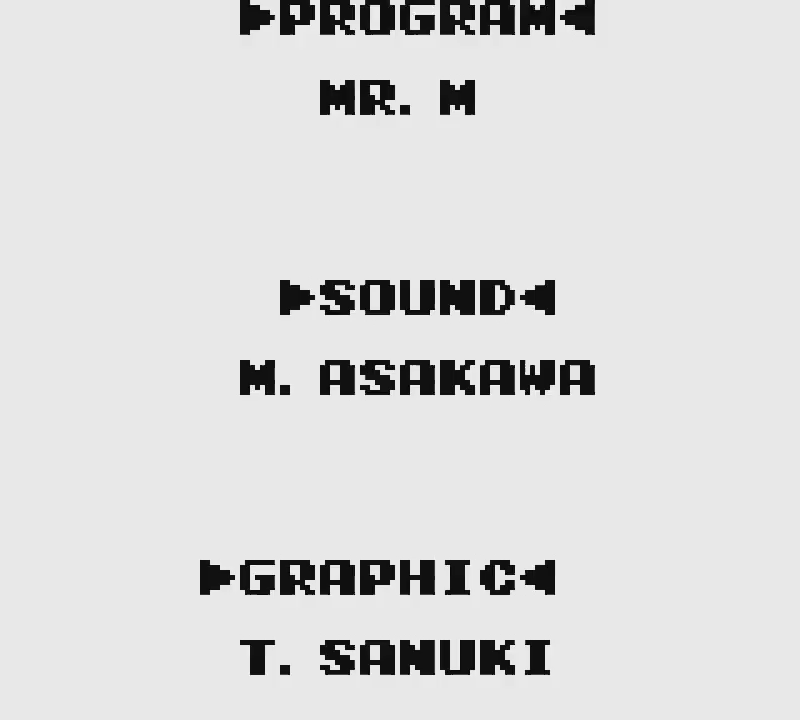 ▶PROGRAM◀
MR. M
▶SOUND◀
M. ASAKAWA
▶GRAPHIC◀
T. SANUKI